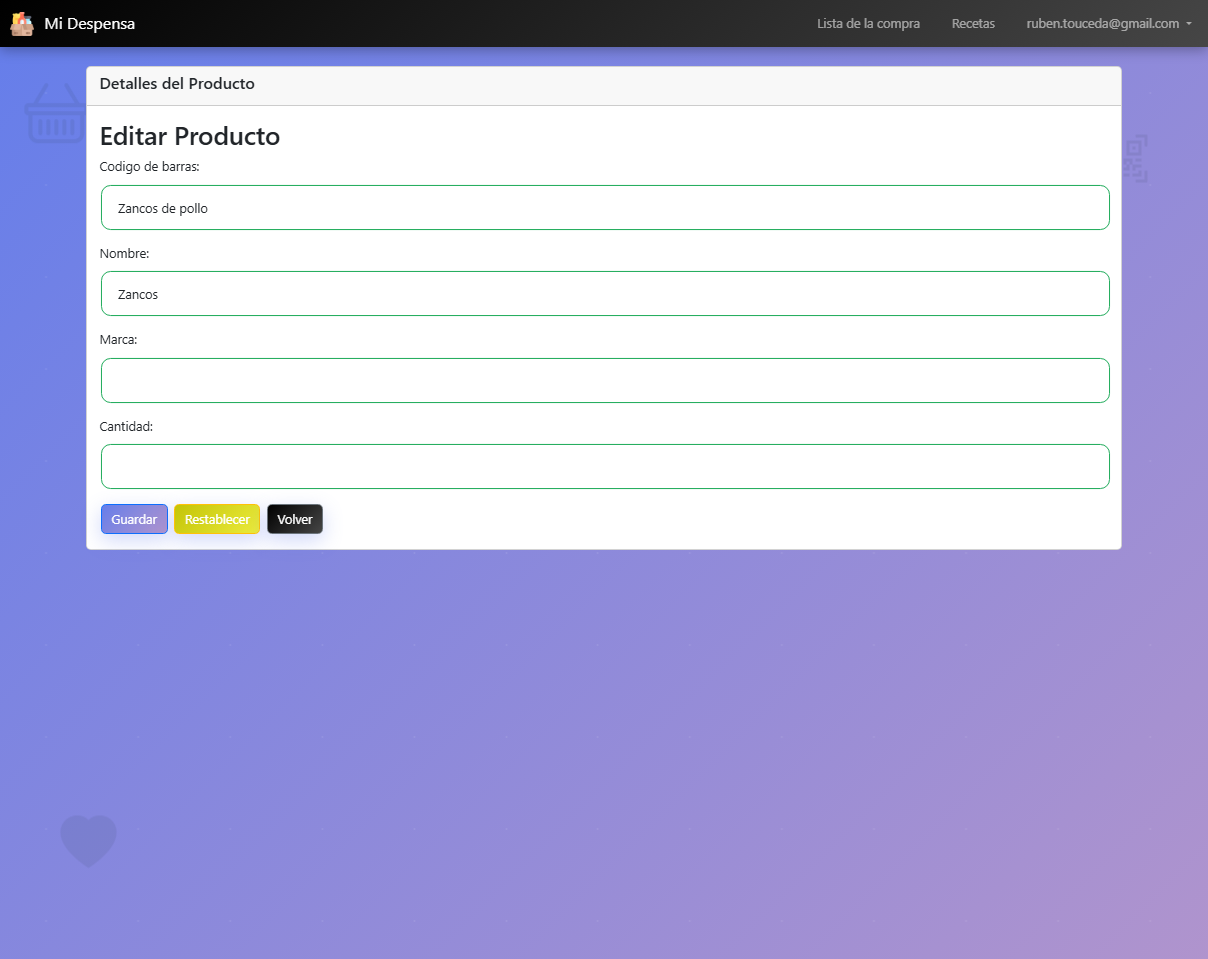 Mi Despensa
Lista de la compra Recetas ruben.touceda@gmail.com
Detalles del Producto
Editar Producto
Codigo de barras:
Zancos de pollo
Nombre:
Zancos
Marca:
Cantidad:
Guardar Restablecer Volver